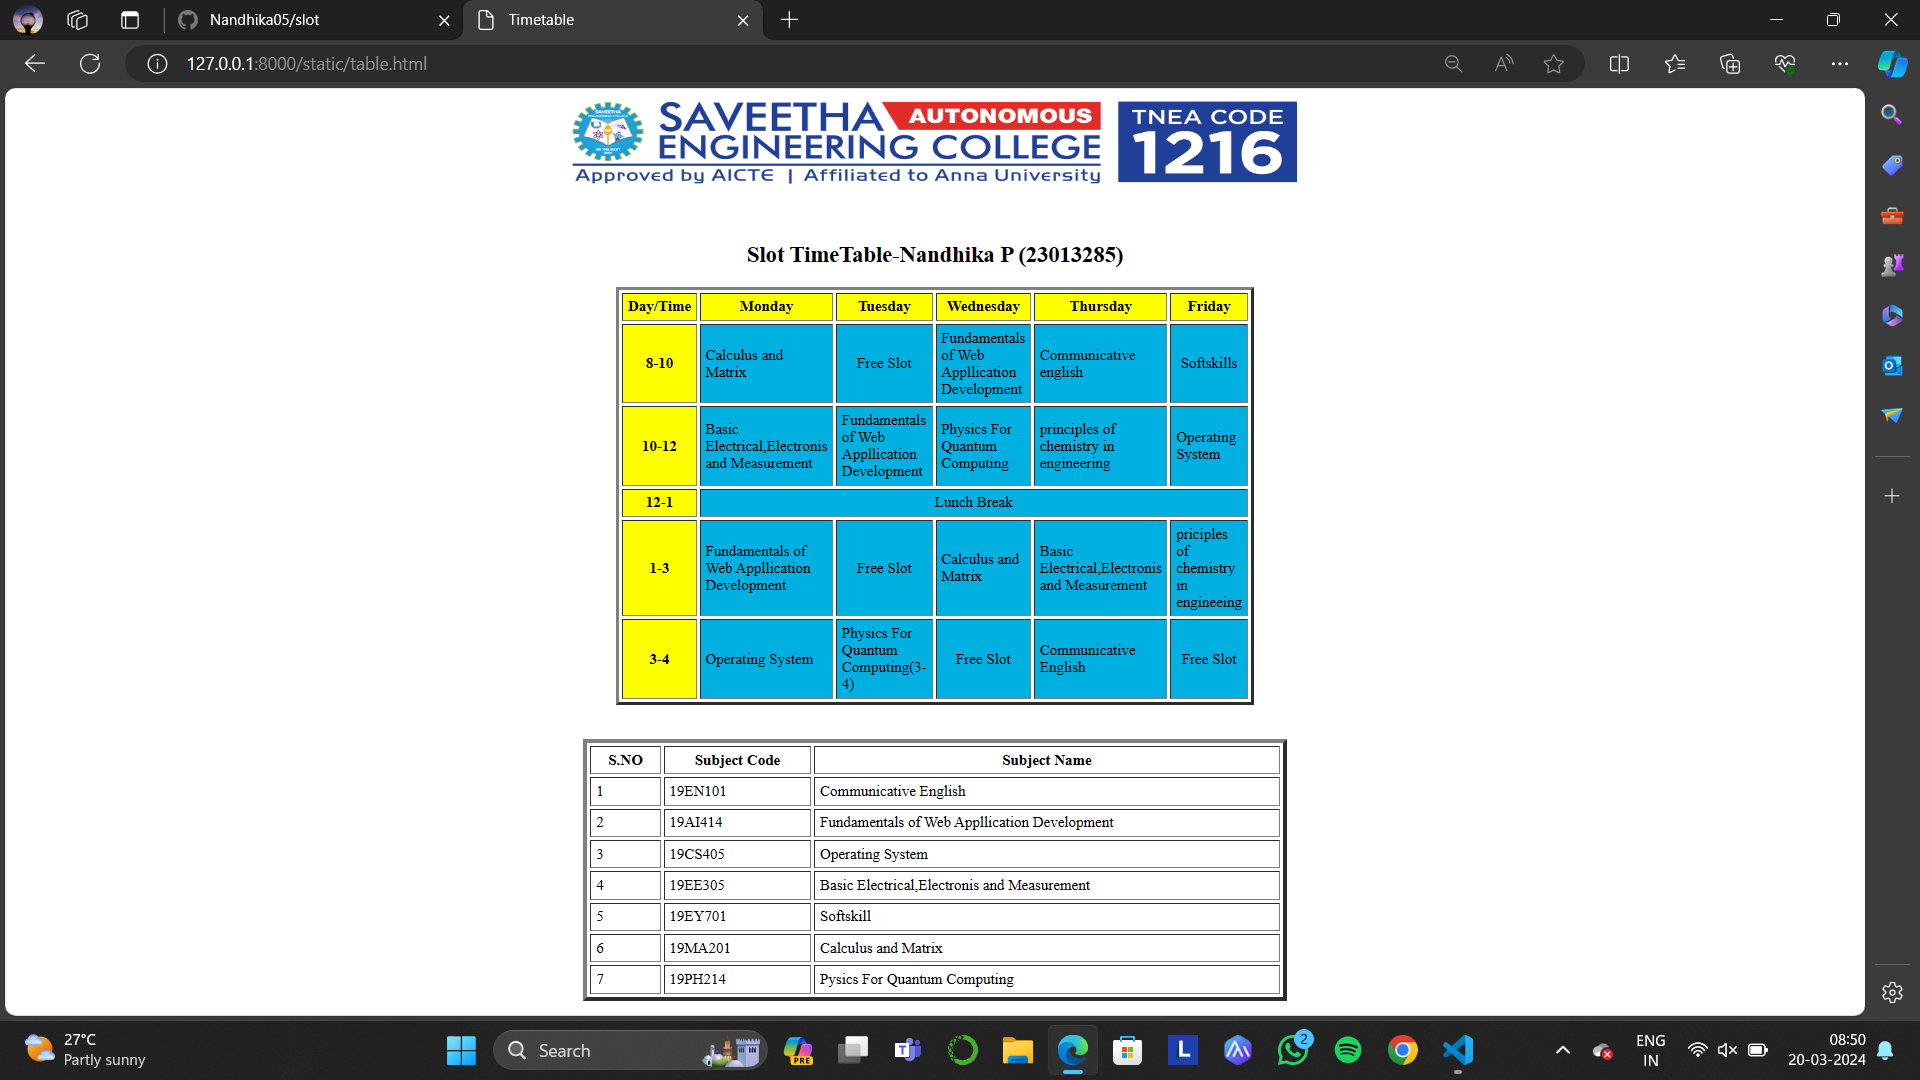 Nandhika05/slot
Timetable
127.0.0.1:8000/static/table.html
SAVEETHA AUTONOMOUS
ENGINEERING COLLEGE
Approved by AICTE | Affiliated to Anna University
TNEA CODE
1216
SAVEETHA
Slot TimeTable-Nandhika P (23013285)
Day/Time Monday Tuesday Wednesday Thursday Friday
8-10
Calculus and
Matrix
Free Slot
Fundamentals
of Web
Appllication
Development
Communicative
english
Softskills
10-12
Basic
Electrical,Electronis
and Measurement
Fundamentals
of Web
Appllication
Development
Physics For
Quantum
Computing
principles of
chemistry in
engineering
Operating
System
12-1
Lunch Break
1-3
Fundamentals of
Web Appllication
Development
Free Slot
Calculus and
Matrix
Basic
Electrical,Electronis
and Measurement
priciples
of
chemistry
in
engineeing
3-4
Operating System
Physics For
Quantum
Computing(3-
4)
Free Slot
Communicative
English
Free Slot
S.NO Subject Code Subject Name
1 19EN101 Communicative English
2 19AI414 Fundamentals of Web Appllication Development
3 19CS405 Operating System
4 19EE305 Basic Electrical,Electronis and Measurement
5 19EY701 Softskill
6 19MA201 Calculus and Matrix
7 19PH214 Pysics For Quantum Computing
27°C
Partly sunny
Search
PRE
L
2
ENG
IN
08:50
20-03-2024